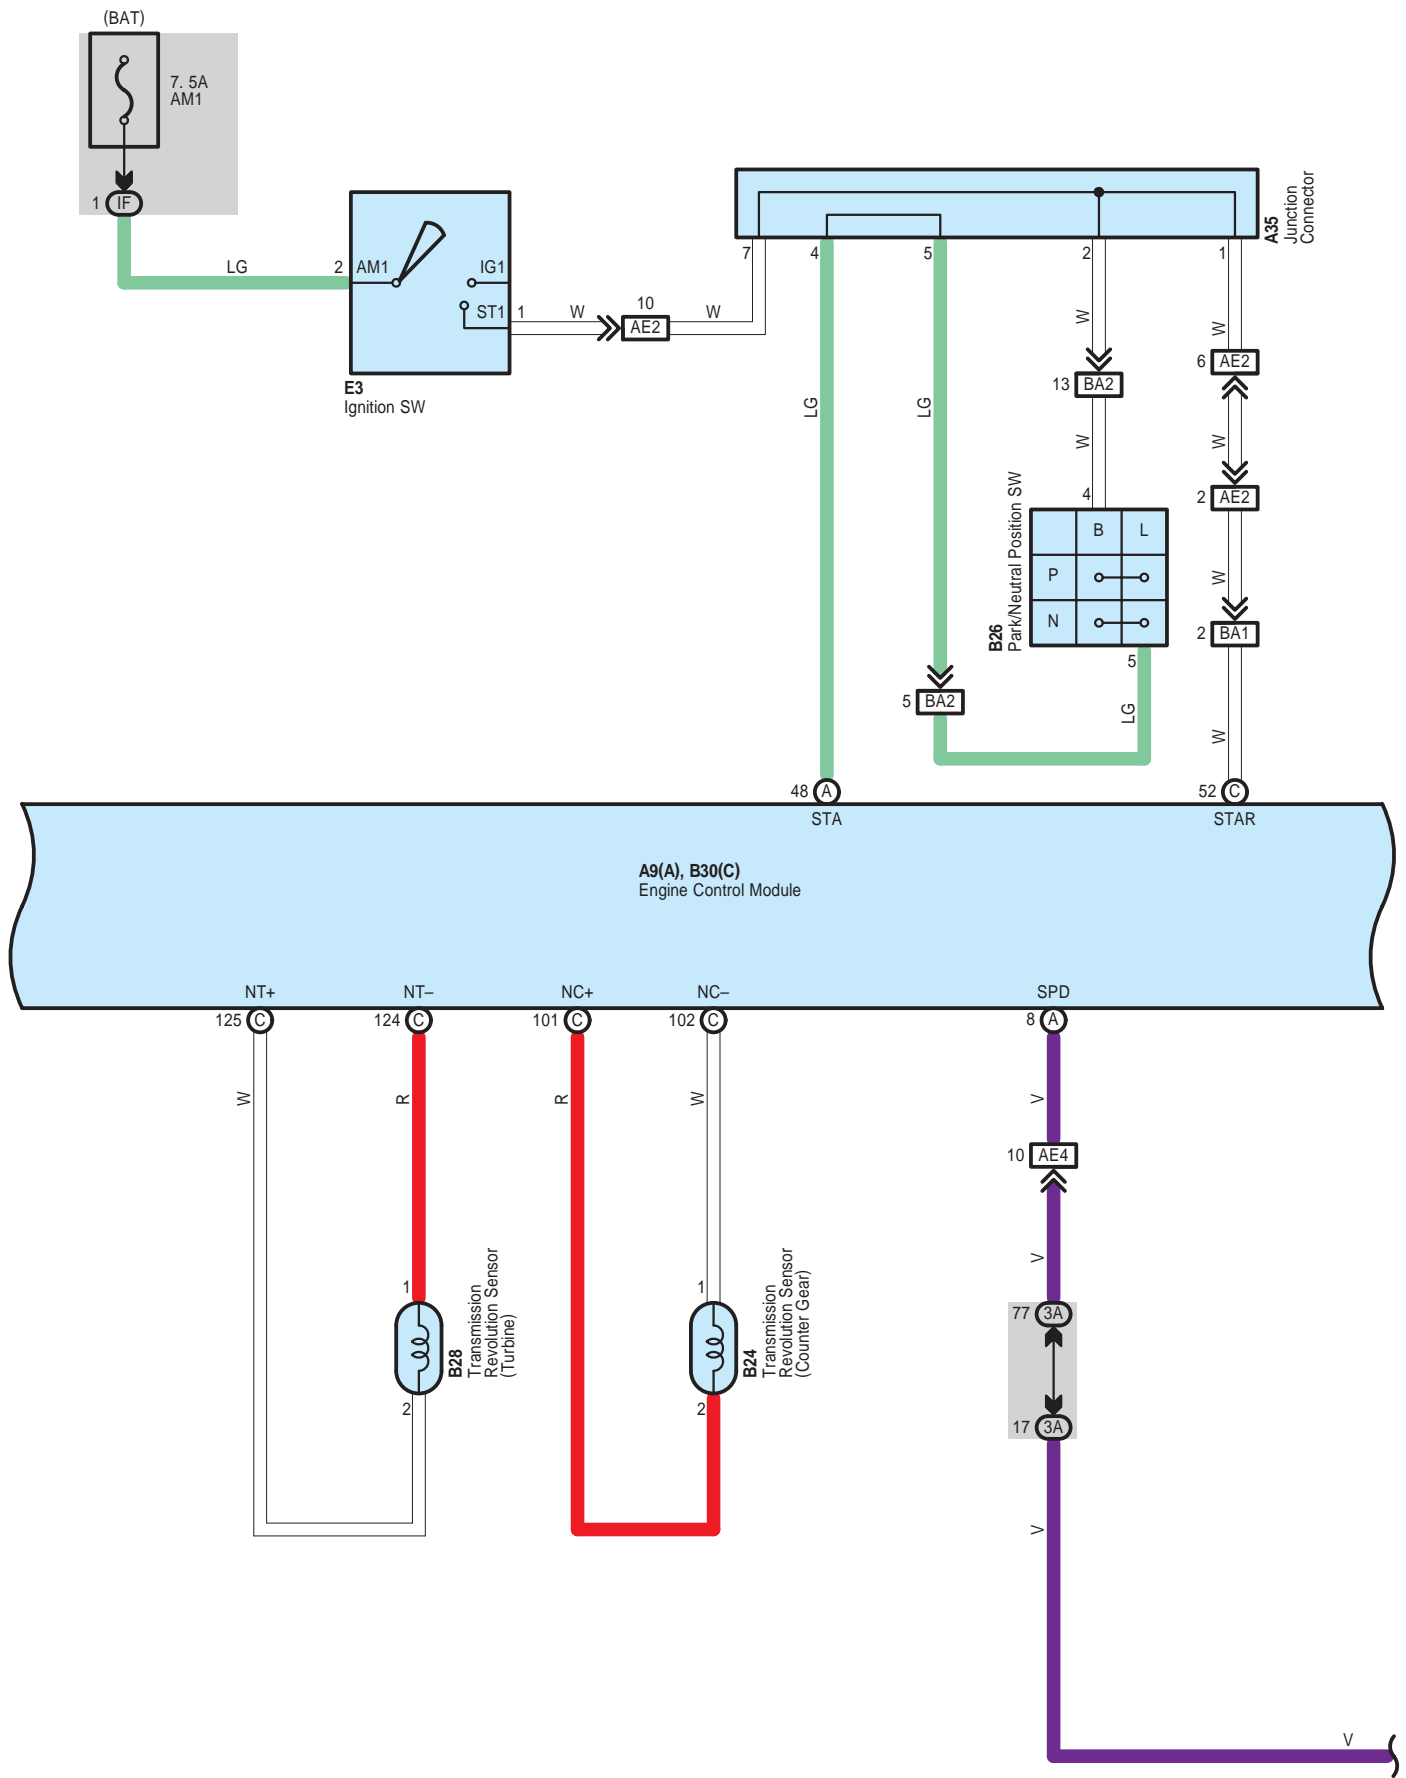 (BAT)
7. 5A
AM1
1 IF
LG
2 AM1
IG1
ST1
1
W
10
AE2
W
E3
Ignition SW
A35
Junction
Connector
7
4
5
2
1
LG
LG
W
13 BA2
W
4
W
6 AE2
W
2 AE2
W
2 BA1
W
B26
Park/Neutral Position SW
B L
P
N
5
LG
5 BA2
48 A
STA
52 C
STAR
A9(A), B30(C)
Engine Control Module
NT+
NT–
NC+
NC–
SPD
125 C
124 C
101 C
102 C
8 A
W
R
R
W
V
10 AE4
V
1
2
B28
Transmission
Revolution Sensor
(Turbine)
1
2
B24
Transmission
Revolution Sensor
(Counter Gear)
77 3A
17 3A
V
V